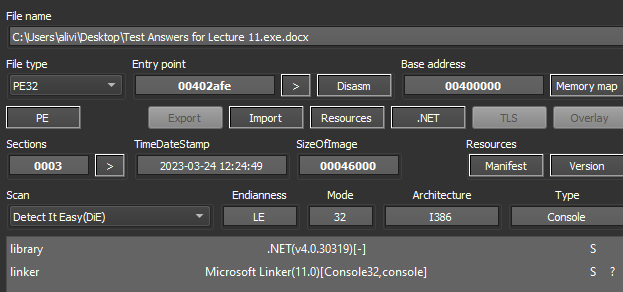 File name
C:\Users\alivi\Desktop\Test Answers for Lecture 11.exe.docx
File type Entry point Base address
PE32 00402afe > Disasm 00400000 Memory map
PE Export Import Resources .NET TLS Overlay
Sections TimeDateStamp SizeOfImage Resources
0003 > 2023-03-24 12:24:49 00046000 Manifest Version
Scan Endianness Mode Architecture Type
Detect It Easy(DiE) LE 32 I386 Console
library .NET(v4.0.30319)[-] S
linker Microsoft Linker(11.0)[Console32,console] S ?